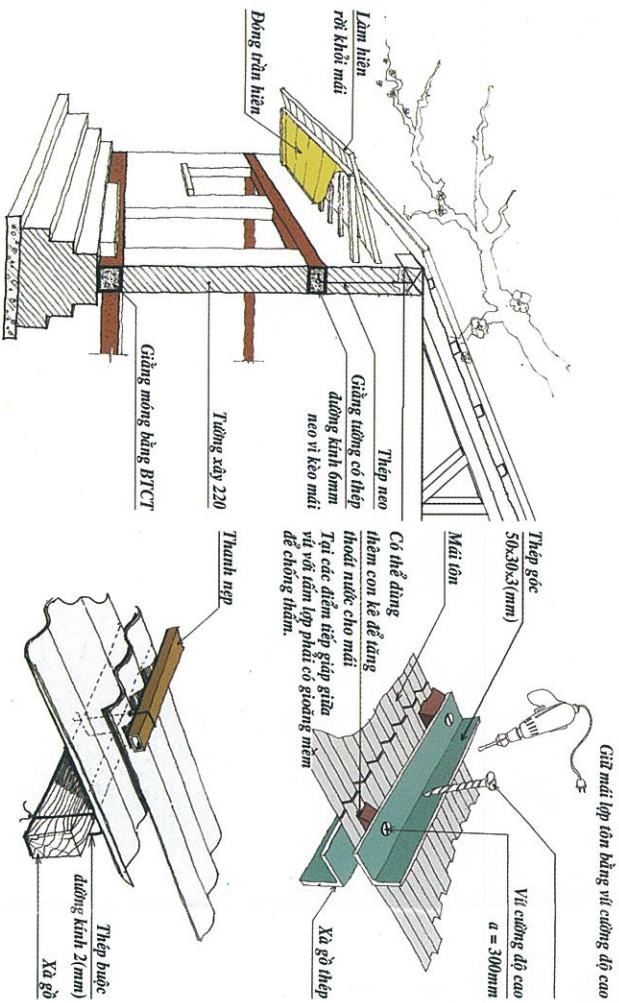 Làm hiên
rời khỏi mái
Đóng trần hiên
Thép neo
Giằng tường có thép
đường kính 6mm
neo vì kèo mái
Tường xây 220
Giằng móng bằng BTCT
Giữ mái lợp tôn bằng vít cường độ cao
Thép góc
50x30x3(mm)
Mái tôn
Có thể dùng
thêm con kê để tăng
thoát nước cho mái
Tại các điểm tiếp giáp giữa
vít với tấm lợp phải có gioăng mềm
để chống thấm.
Vít cường độ cao
a = 300mm
Xà gồ thép
Thanh nẹp
Thép buộc
đường kính 2(mm)
Xà gồ